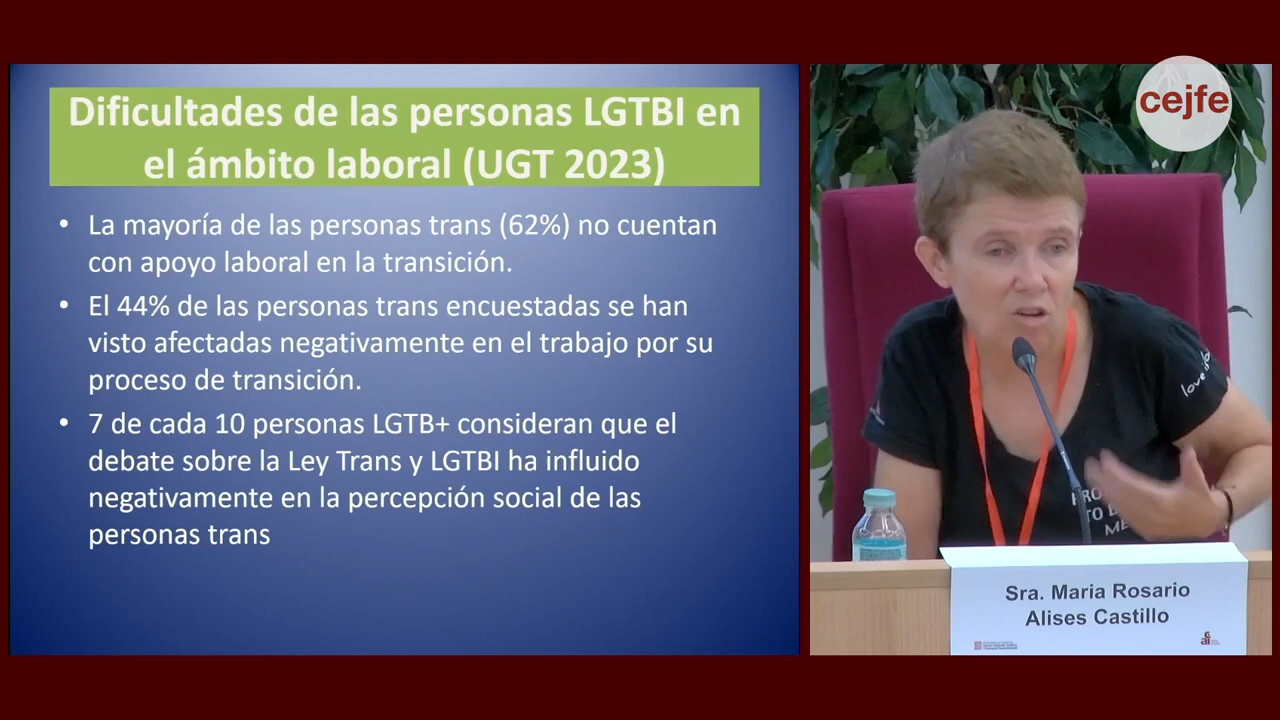 Dificultades de las personas LGTBI en
el ámbito laboral (UGT 2023)
• La mayoría de las personas trans (62%) no cuentan
con apoyo laboral en la transición.
• El 44% de las personas trans encuestadas se han
visto afectadas negativamente en el trabajo por su
proceso de transición.
• 7 de cada 10 personas LGTB+ consideran que el
debate sobre la Ley Trans y LGTBI ha influido
negativamente en la percepción social de las
personas trans
cejfe
love
Sra. Maria Rosario
Alises Castillo